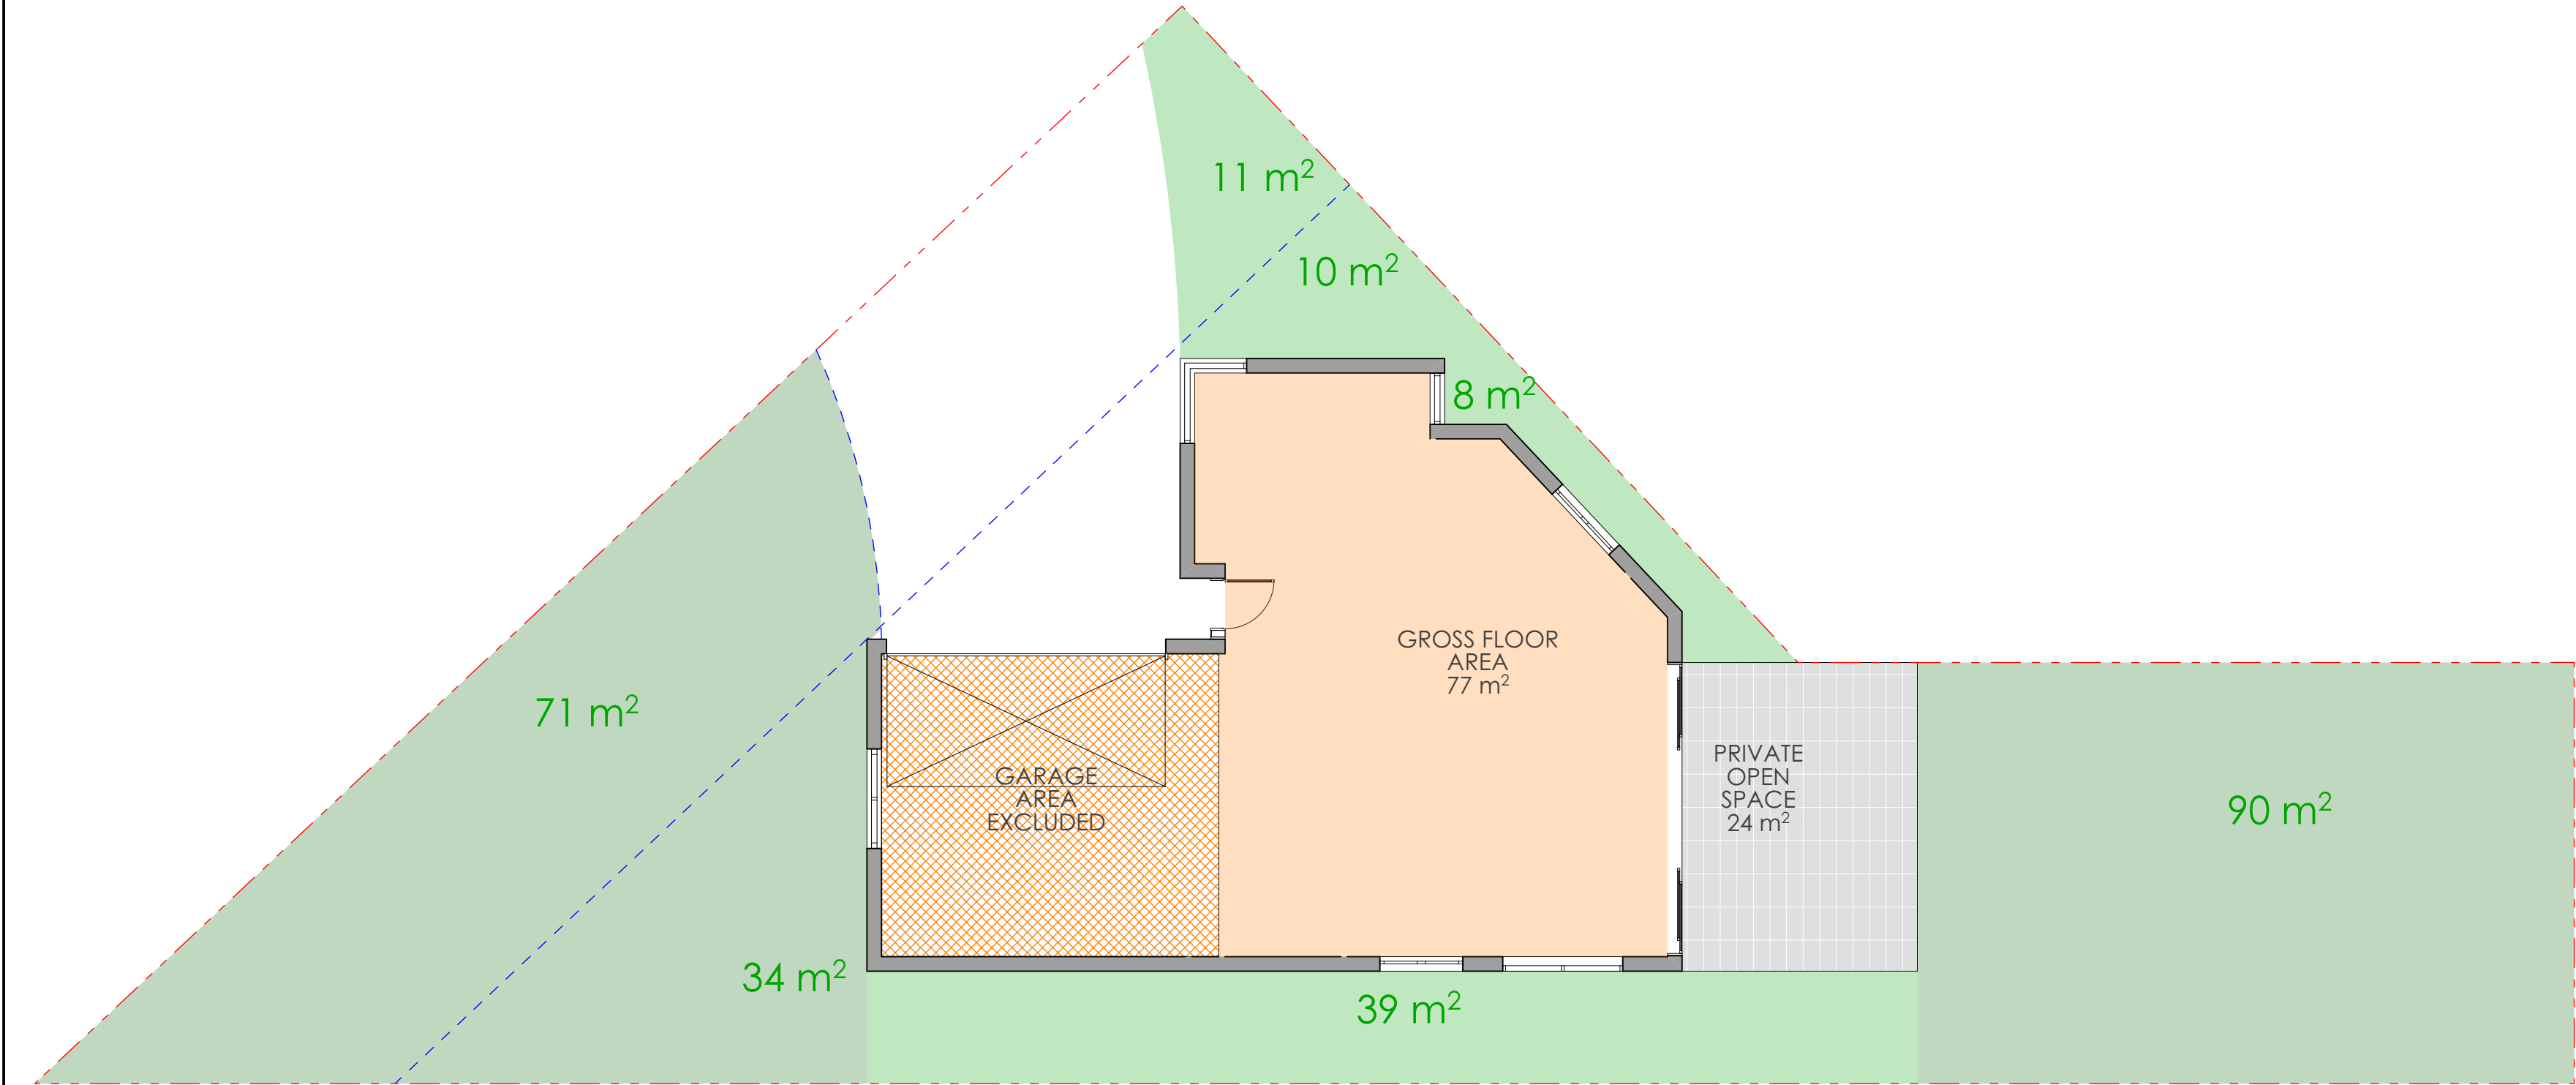 11 m²
10 m²
8 m²
71 m²
GROSS FLOOR
AREA
77 m²
GARAGE
AREA
EXCLUDED
PRIVATE
OPEN
SPACE
24 m²
90 m²
34 m²
39 m²